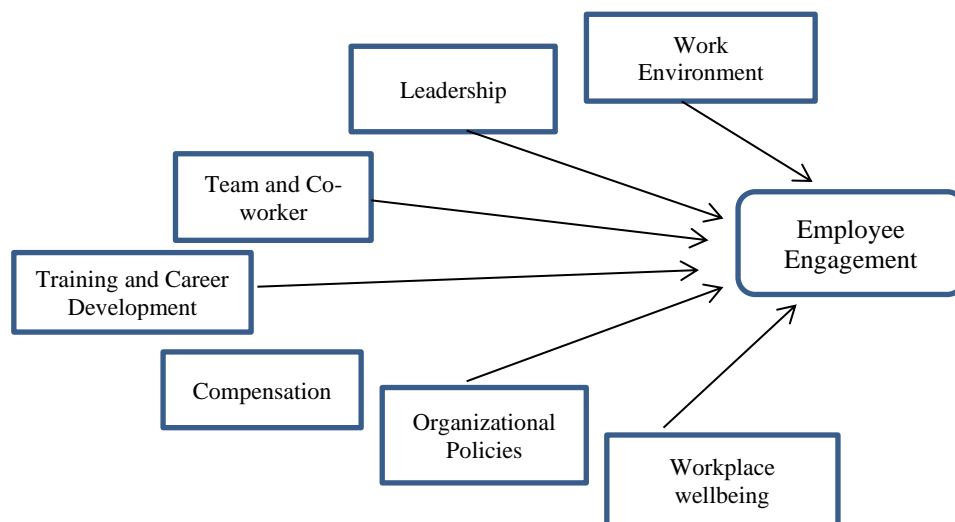 Work
Environment
Leadership
Team and Co-
worker
Employee
Engagement
Training and Career
Development
Compensation
Organizational
Policies
Workplace
wellbeing